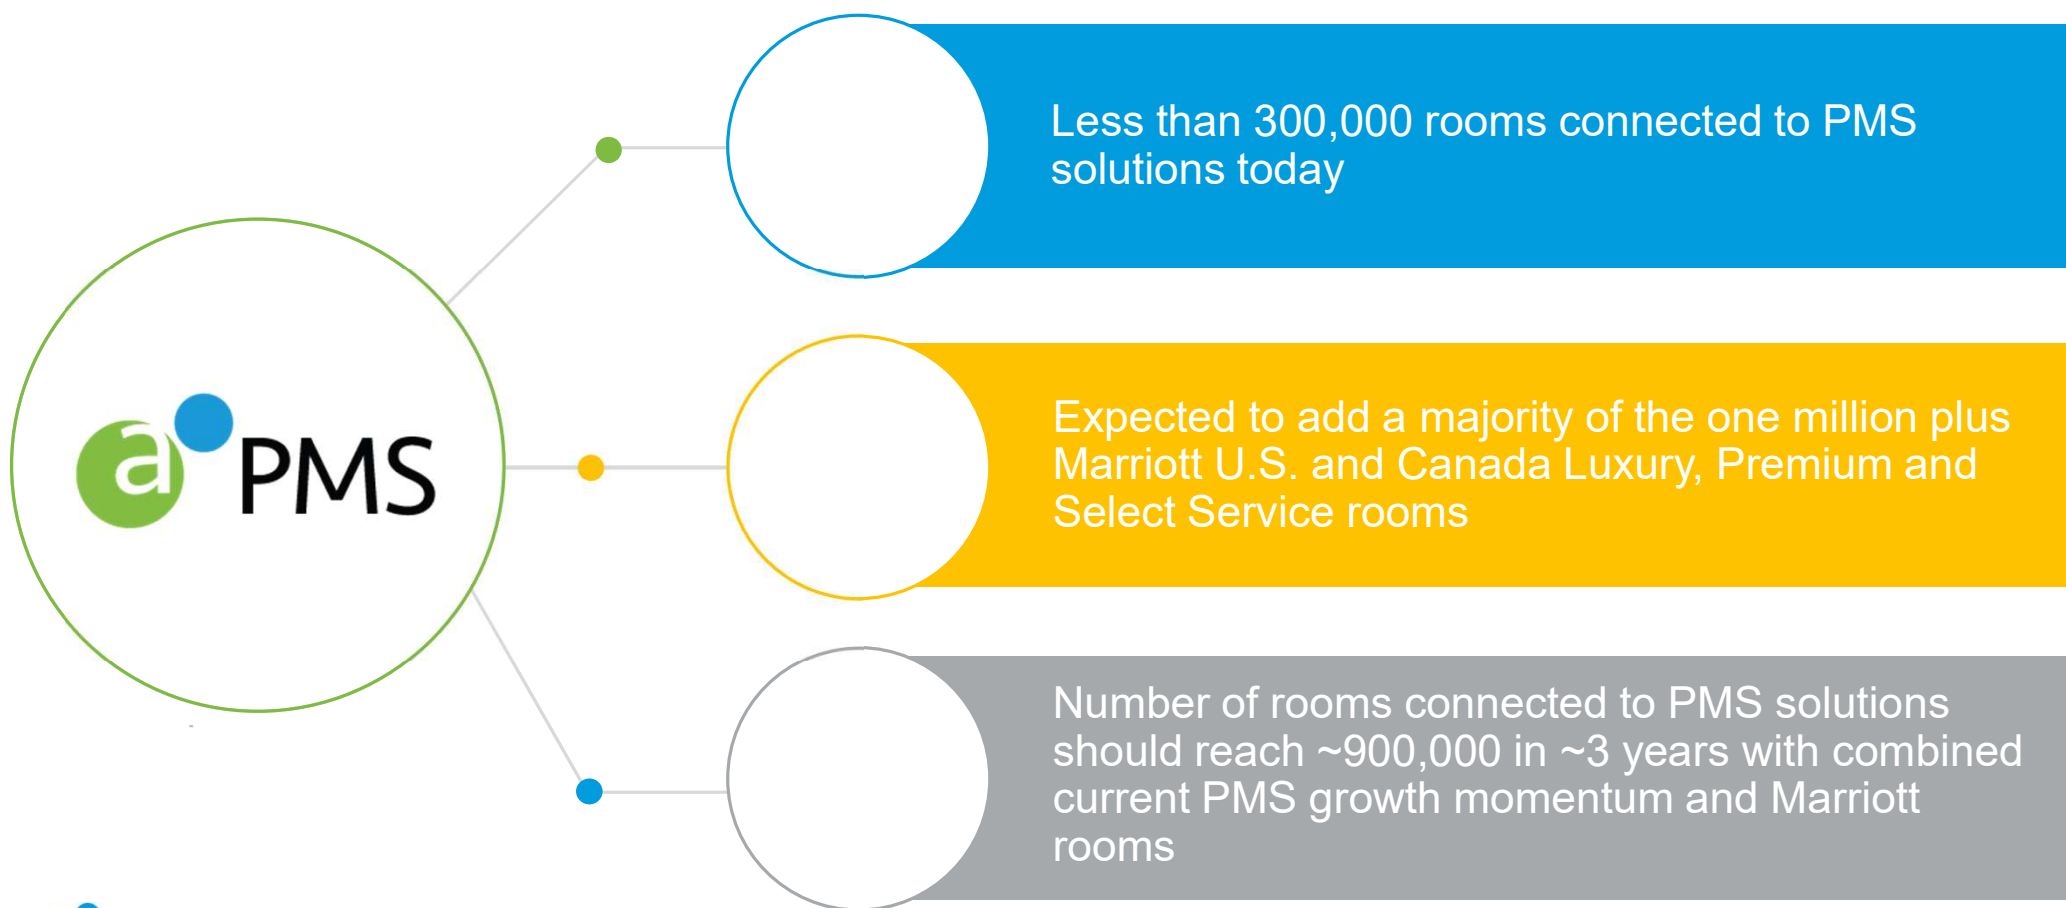 a PMS
Less than 300,000 rooms connected to PMS
solutions today
Expected to add a majority of the one million plus
Marriott U.S. and Canada Luxury, Premium and
Select Service rooms
Number of rooms connected to PMS solutions
should reach ~900,000 in ~3 years with combined
current PMS growth momentum and Marriott
rooms